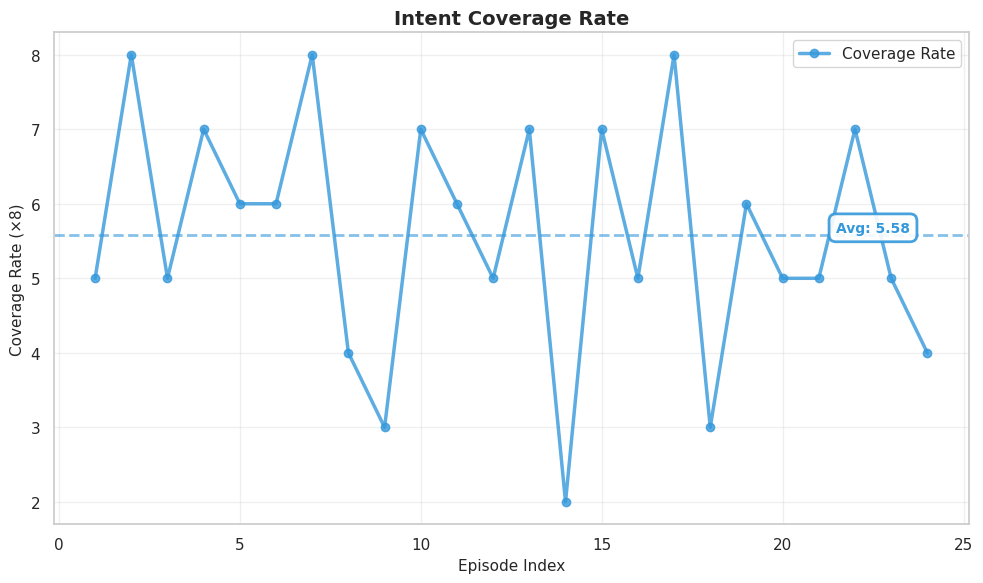 Intent Coverage Rate
Coverage Rate
8
7
6
5
4
3
2
Coverage Rate (×8)
Avg: 5.58
0 5 10 15 20 25
Episode Index